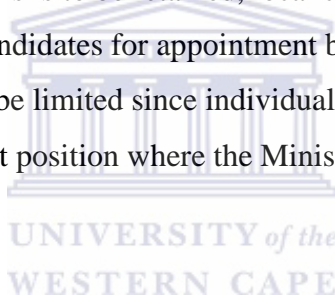 ndidates for appointment b
be limited since individual
t position where the Minis
UNIVERSITY of the
WESTERN CAPE